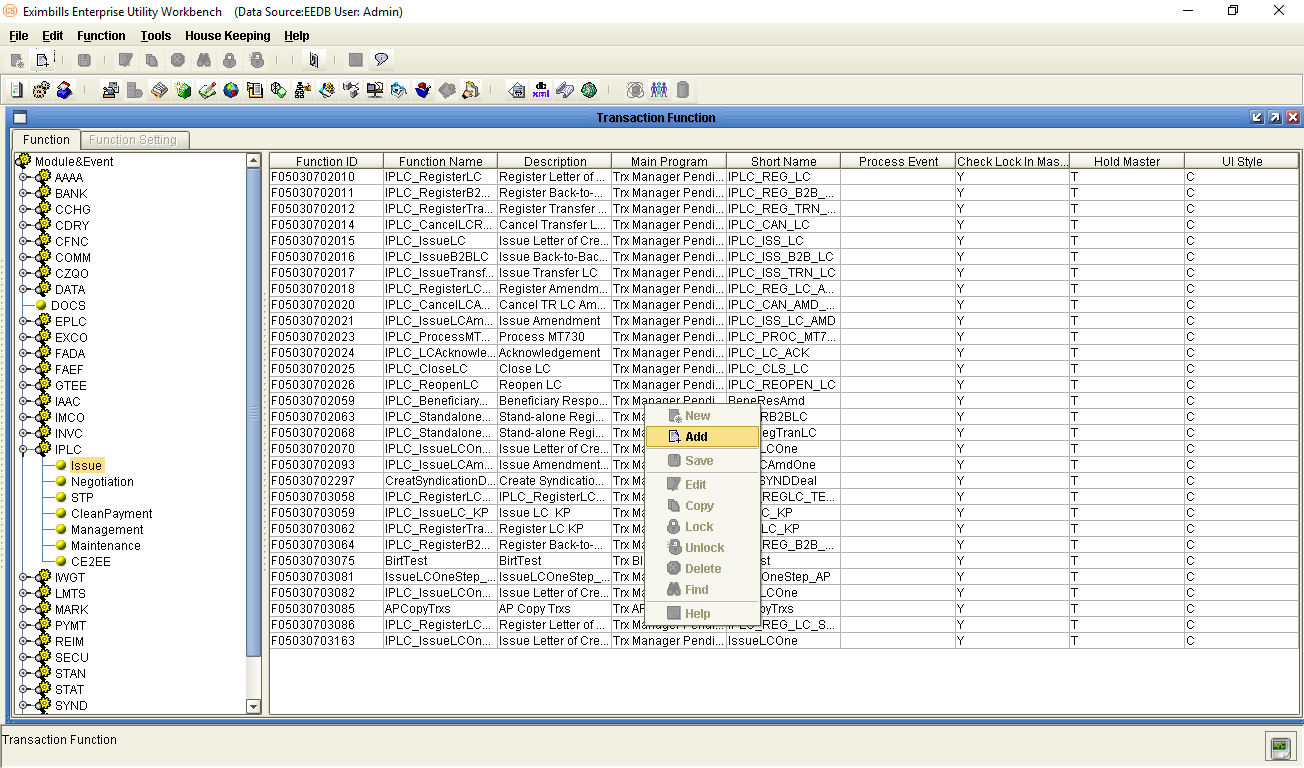 CS Eximbills Enterprise Utility Workbench (Data Source:EEDB User: Admin)
File Edit Function Tools House Keeping Help
db xml
Transaction Function
Function Function Setting
Module&Event
AAAA
BANK
CCHG
CDRY
CFNC
COMM
CZQO
DATA
DOCS
EPLC
EXCO
FADA
FAEF
GTEE
IAAC
IMCO
INVC
IPLC
Issue
Negotiation
STP
CleanPayment
Management
Maintenance
CE2EE
IWGT
LMTS
MARK
PYMT
REIM
SECU
STAN
STAT
SYND
Function ID Function Name Description Main Program Short Name Process Event Check Lock In Mas... Hold Master UI Style
F05030702010 IPLC_RegisterLC Register Letter of ... Trx Manager Pendi... IPLC_REG_LC Y T C
F05030702011 IPLC_RegisterB2... Register Back-to-... Trx Manager Pendi... IPLC_REG_B2B_... Y T C
F05030702012 IPLC_RegisterTra... Register Transfer ... Trx Manager Pendi... IPLC_REG_TRN_... Y T C
F05030702014 IPLC_CancelLCR... Cancel Transfer L... Trx Manager Pendi... IPLC_CAN_LC Y T C
F05030702015 IPLC_IssueLC Issue Letter of Cre... Trx Manager Pendi... IPLC_ISS_LC Y T C
F05030702016 IPLC_IssueB2BLC Issue Back-to-Bac... Trx Manager Pendi... IPLC_ISS_B2B_LC Y T C
F05030702017 IPLC_IssueTransf... Issue Transfer LC Trx Manager Pendi... IPLC_ISS_TRN_LC Y T C
F05030702018 IPLC_RegisterLC... Register Amendm... Trx Manager Pendi... IPLC_REG_LC_A... Y T C
F05030702020 IPLC_CancelLCA... Cancel TR LC Am... Trx Manager Pendi... IPLC_CAN_AMD_... Y T C
F05030702021 IPLC_IssueLCAm... Issue Amendment Trx Manager Pendi... IPLC_ISS_LC_AMD Y T C
F05030702023 IPLC_ProcessMT... Process MT730 Trx Manager Pendi... IPLC_PROC_MT7... Y T C
F05030702024 IPLC_LCAcknowle... Acknowledgement Trx Manager Pendi... IPLC_LC_ACK Y T C
F05030702025 IPLC_CloseLC Close LC Trx Manager Pendi... IPLC_CLS_LC Y T C
F05030702026 IPLC_ReopenLC Reopen LC Trx Manager Pendi... IPLC_REOPEN_LC Y T C
F05030702059 IPLC_Beneficiary... Beneficiary Respo... Trx Manager Pendi... BeneResAmd Y T C
F05030702063 IPLC_Standalone... Stand-alone Regi... Trx Ma RB2BLC Y T C
F05030702068 IPLC_Standalone... Stand-alone Regi... Trx Ma egTranLC Y T C
F05030702070 IPLC_IssueLCOn... Issue Letter of Cre... Trx Ma LCOne Y T C
F05030702093 IPLC_IssueLCAm... Issue Amendment... Trx Ma CAmdOne Y T C
F05030702297 CreatSyndicationD... Create Syndicatio... Trx Ma SYNDDeal Y T C
F05030703058 IPLC_RegisterLC... IPLC_RegisterLC... Trx Ma _REGLC_TE... Y T C
F05030703059 IPLC_IssueLC_KP Issue LC KP Trx Ma C_KP Y T C
F05030703062 IPLC_RegisterTra... Register LC KP Trx Ma LC_KP Y T C
F05030703064 IPLC_RegisterB2... Register Back-to-... Trx Ma _REG_B2B_... Y T C
F05030703075 BirtTest BirtTest Trx BI st Y T C
F05030703081 IssueLCOneStep_... IssueLCOneStep_... Trx Ma OneStep_AP Y T C
F05030703082 IPLC_IssueLCOn... Issue Letter of Cre... Trx Ma COne Y T C
F05030703085 APCopyTrxs AP Copy Trxs Trx AP pyTrxs Y T C
F05030703086 IPLC_RegisterLC... Register Letter of ... Trx Manager Pendi... IPLC_REG_LC_S... Y T C
F05030703163 IPLC_IssueLCOn... Issue Letter of Cre... Trx Manager Pendi... IssueLCOne Y T C
New
Add
Save
Edit
Copy
Lock
Unlock
Delete
Find
Help
Transaction Function